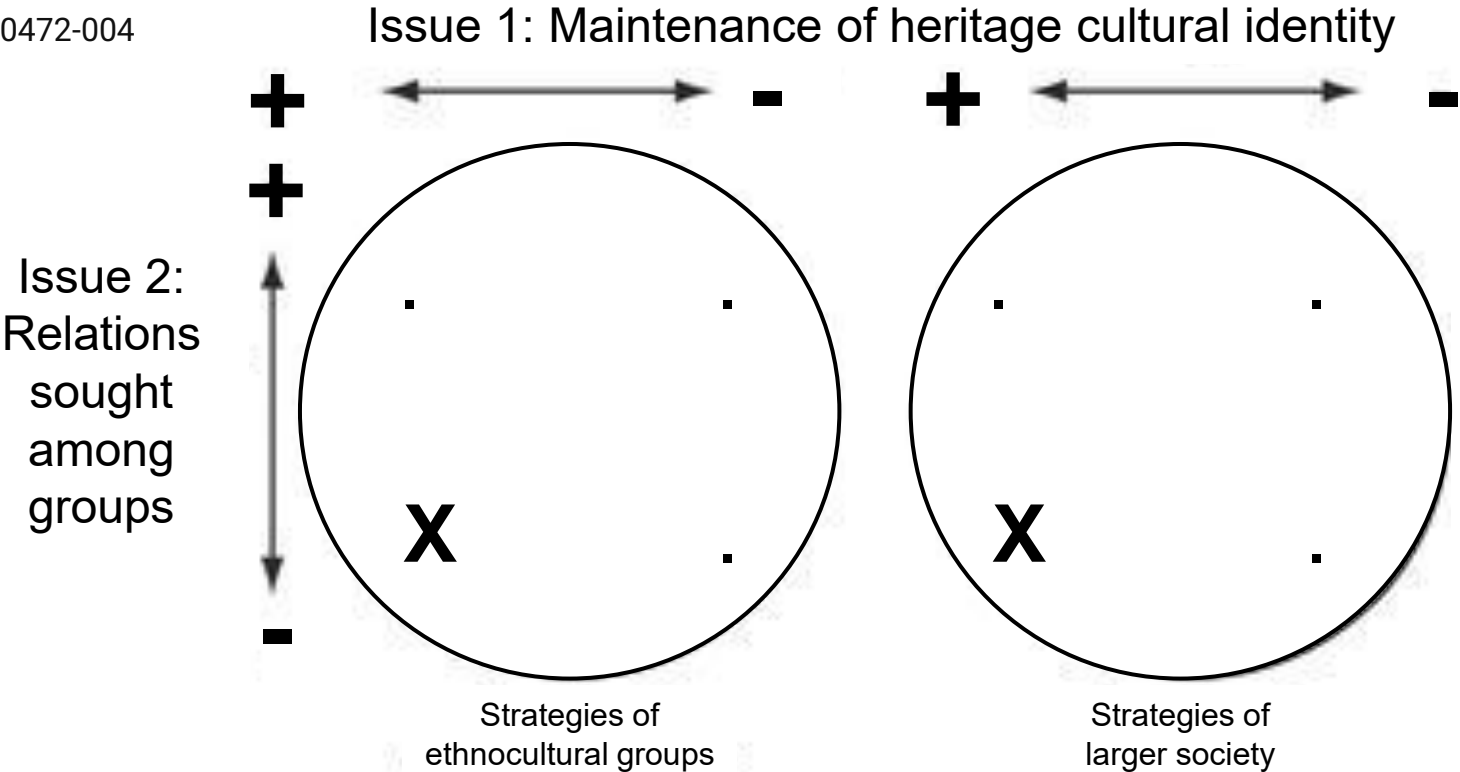 0472-004
Issue 1: Maintenance of heritage cultural identity
+ - + -
+
Issue 2:
Relations
sought
among
groups
. . . .
X . X .
-
Strategies of
ethnocultural groups
Strategies of
larger society